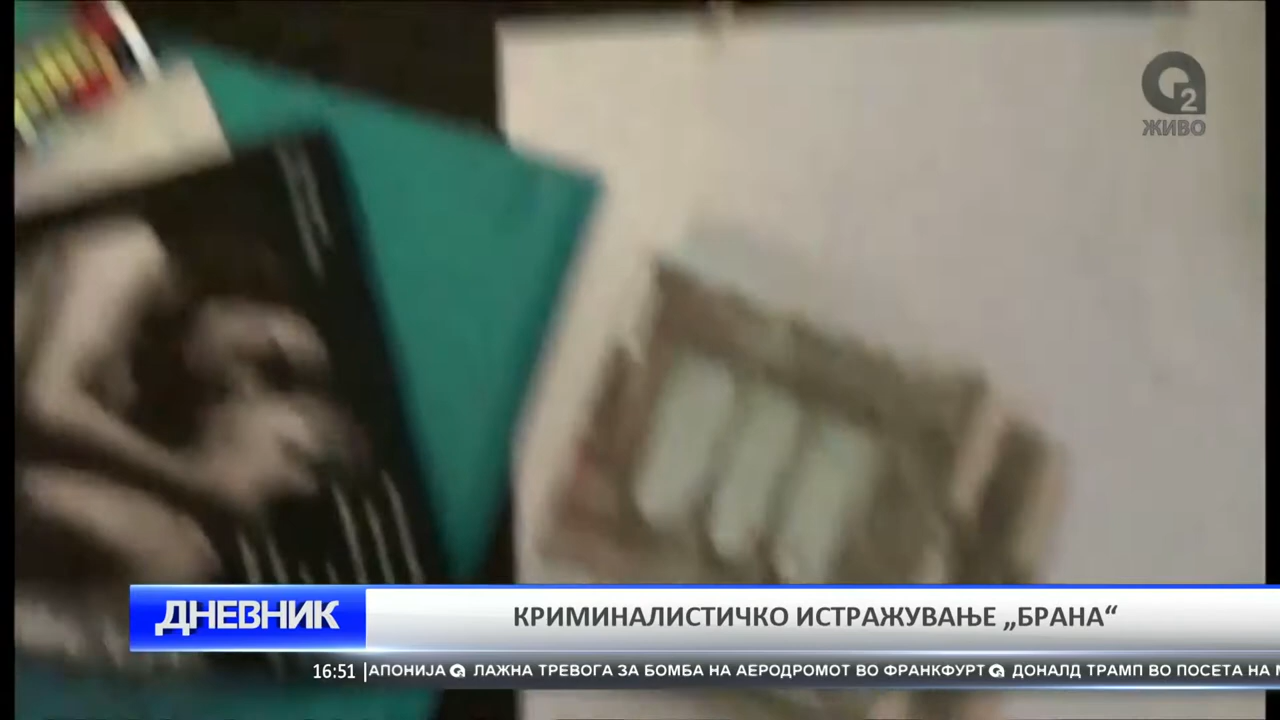 2
ЖИВО
ДНЕВНИК
КРИМИНАЛИСТИЧКО ИСТРАЖУВАЊЕ „БРАНА“
16:51 АПОНИЈА ЛАЖНА ТРЕВОГА ЗА БОМБА НА АЕРОДРОМОТ ВО ФРАНКФУРТ ДОНАЛД ТРАМП ВО ПОСЕТА НА